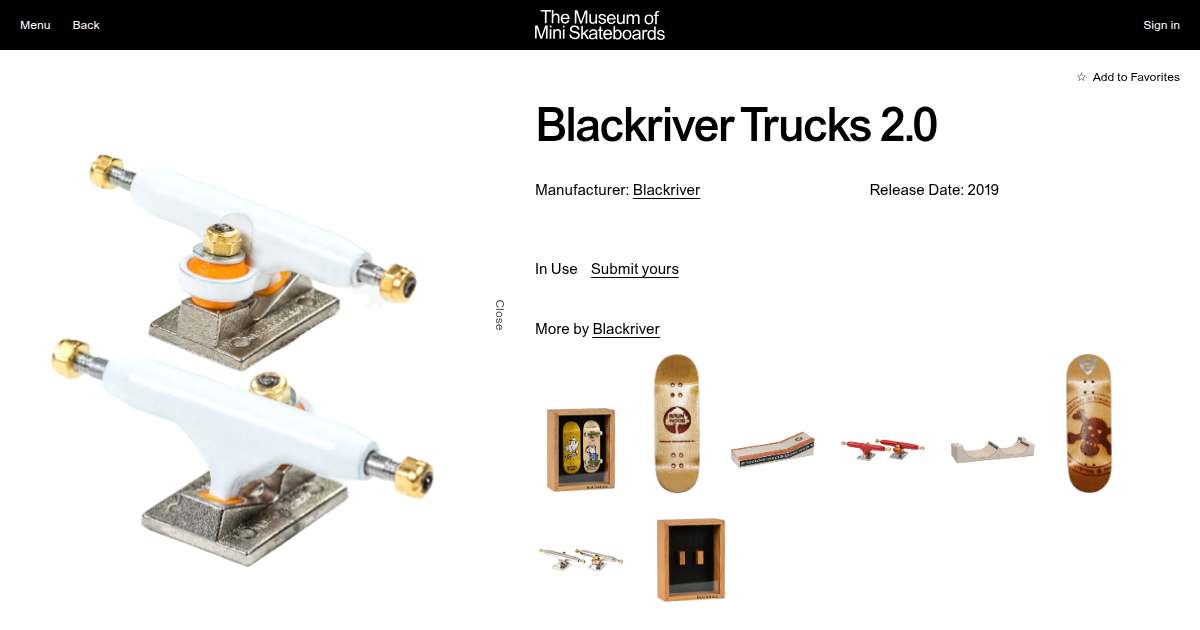 Menu
Back
The Museum of
Mini Skateboards
Sign in
☆ Add to Favorites
Blackriver Trucks 2.0
Manufacturer: Blackriver
Release Date: 2019
In Use Submit yours
Close
More by Blackriver